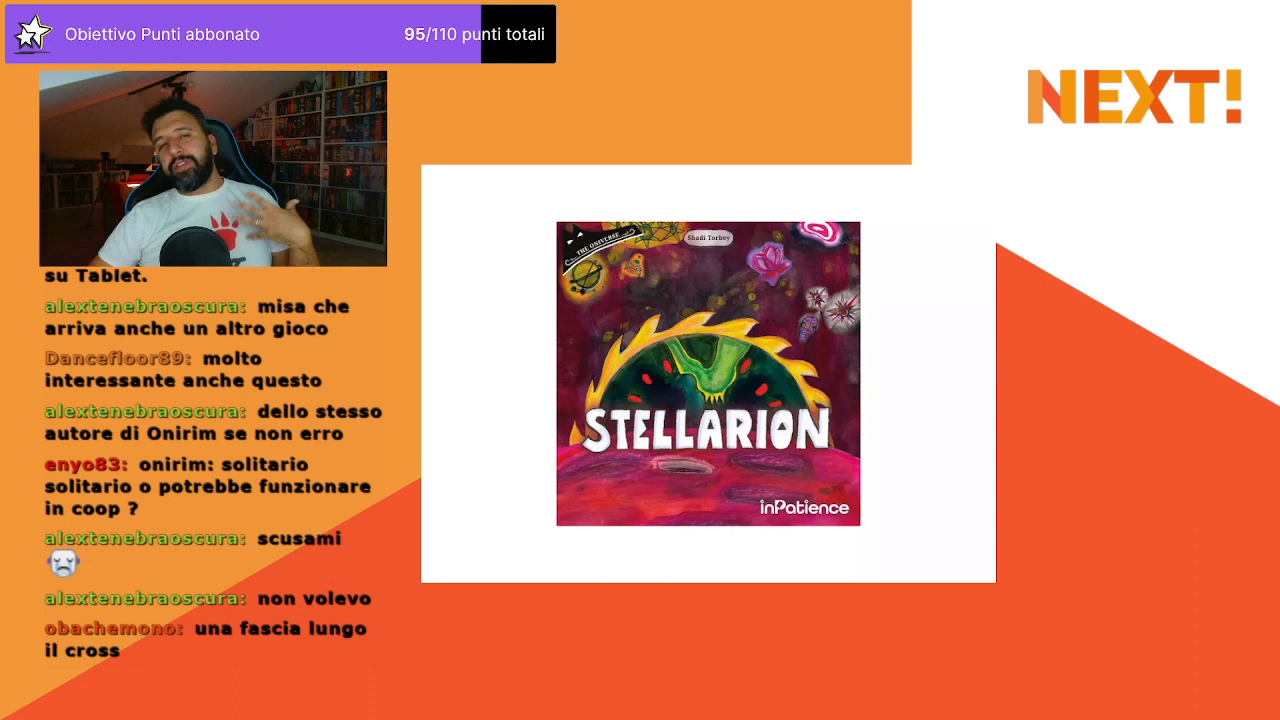 Obiettivo Punti abbonato
95/110 punti totali
NEXT!
su Tablet.
alextenebraoscura: misa che
arriva anche un altro gioco
Dancefloor89: molto
interessante anche questo
alextenebraoscura: dello stesso
autore di Onirim se non erro
enyo83: onirim: solitario
solitario o potrebbe funzionare
in coop ?
alextenebraoscura: scusami
alextenebraoscura: non volevo
obachemono: una fascia lungo
il cross
THE ONIVERSE
Shadi Torbey
STELLARION
inPatience